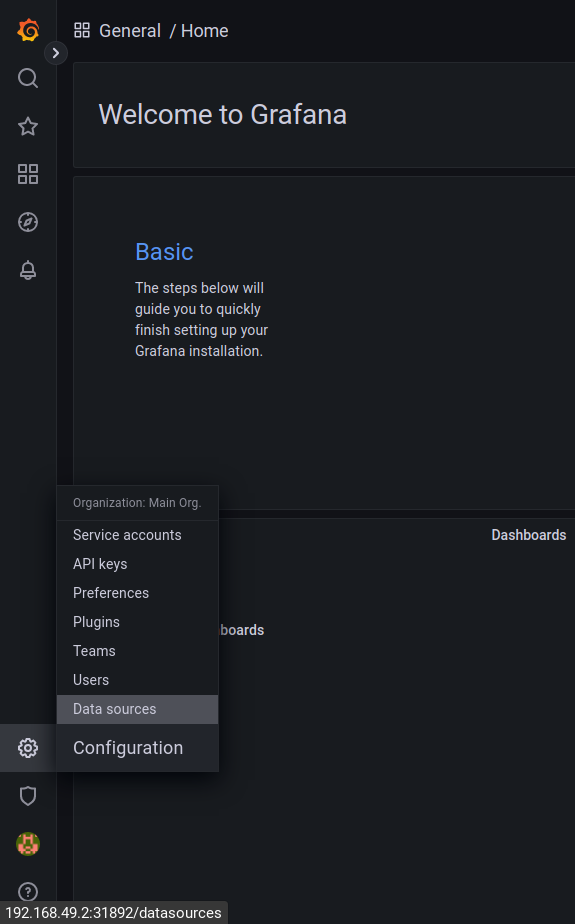 General / Home
Welcome to Grafana
Basic
The steps below will
guide you to quickly
finish setting up your
Grafana installation.
Organization: Main Org.
Service accounts
Dashboards
API keys
Preferences
Plugins
boards
Teams
Users
Data sources
Configuration
192.168.49.2:31892/datasources